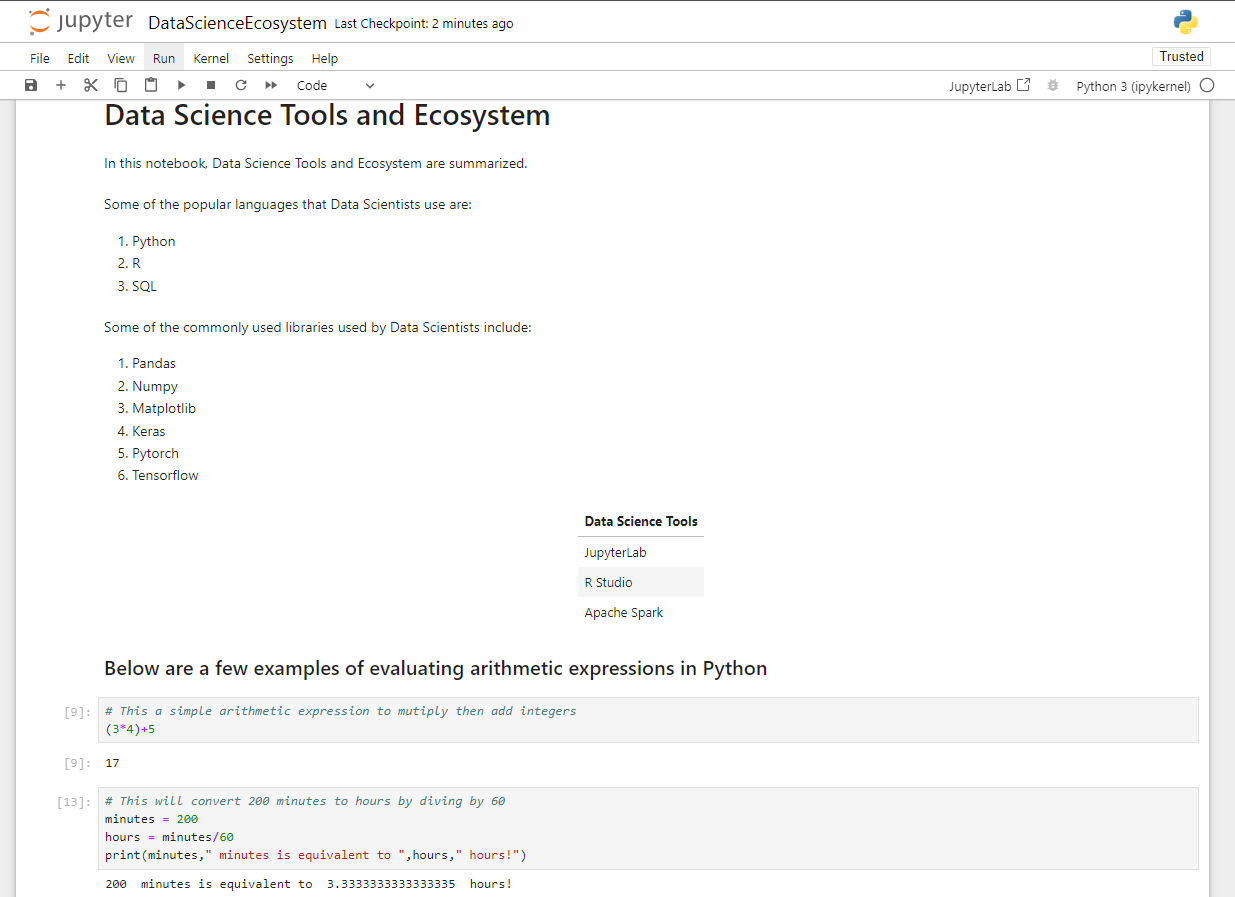 jupyter DataScienceEcosystem Last Checkpoint: 2 minutes ago
File Edit View Run Kernel Settings Help Trusted
Code JupyterLab Python 3 (ipykernel)
Data Science Tools and Ecosystem
In this notebook, Data Science Tools and Ecosystem are summarized.
Some of the popular languages that Data Scientists use are:
1. Python
2. R
3. SQL
Some of the commonly used libraries used by Data Scientists include:
1. Pandas
2. Numpy
3. Matplotlib
4. Keras
5. Pytorch
6. Tensorflow
Data Science Tools
JupyterLab
R Studio
Apache Spark
Below are a few examples of evaluating arithmetic expressions in Python
[9]: # This a simple arithmetic expression to mutiply then add integers
(3*4)+5
[9]: 17
[13]: # This will convert 200 minutes to hours by diving by 60
minutes = 200
hours = minutes/60
print(minutes," minutes is equivalent to ",hours," hours!")
200  minutes is equivalent to  3.3333333333333335  hours!